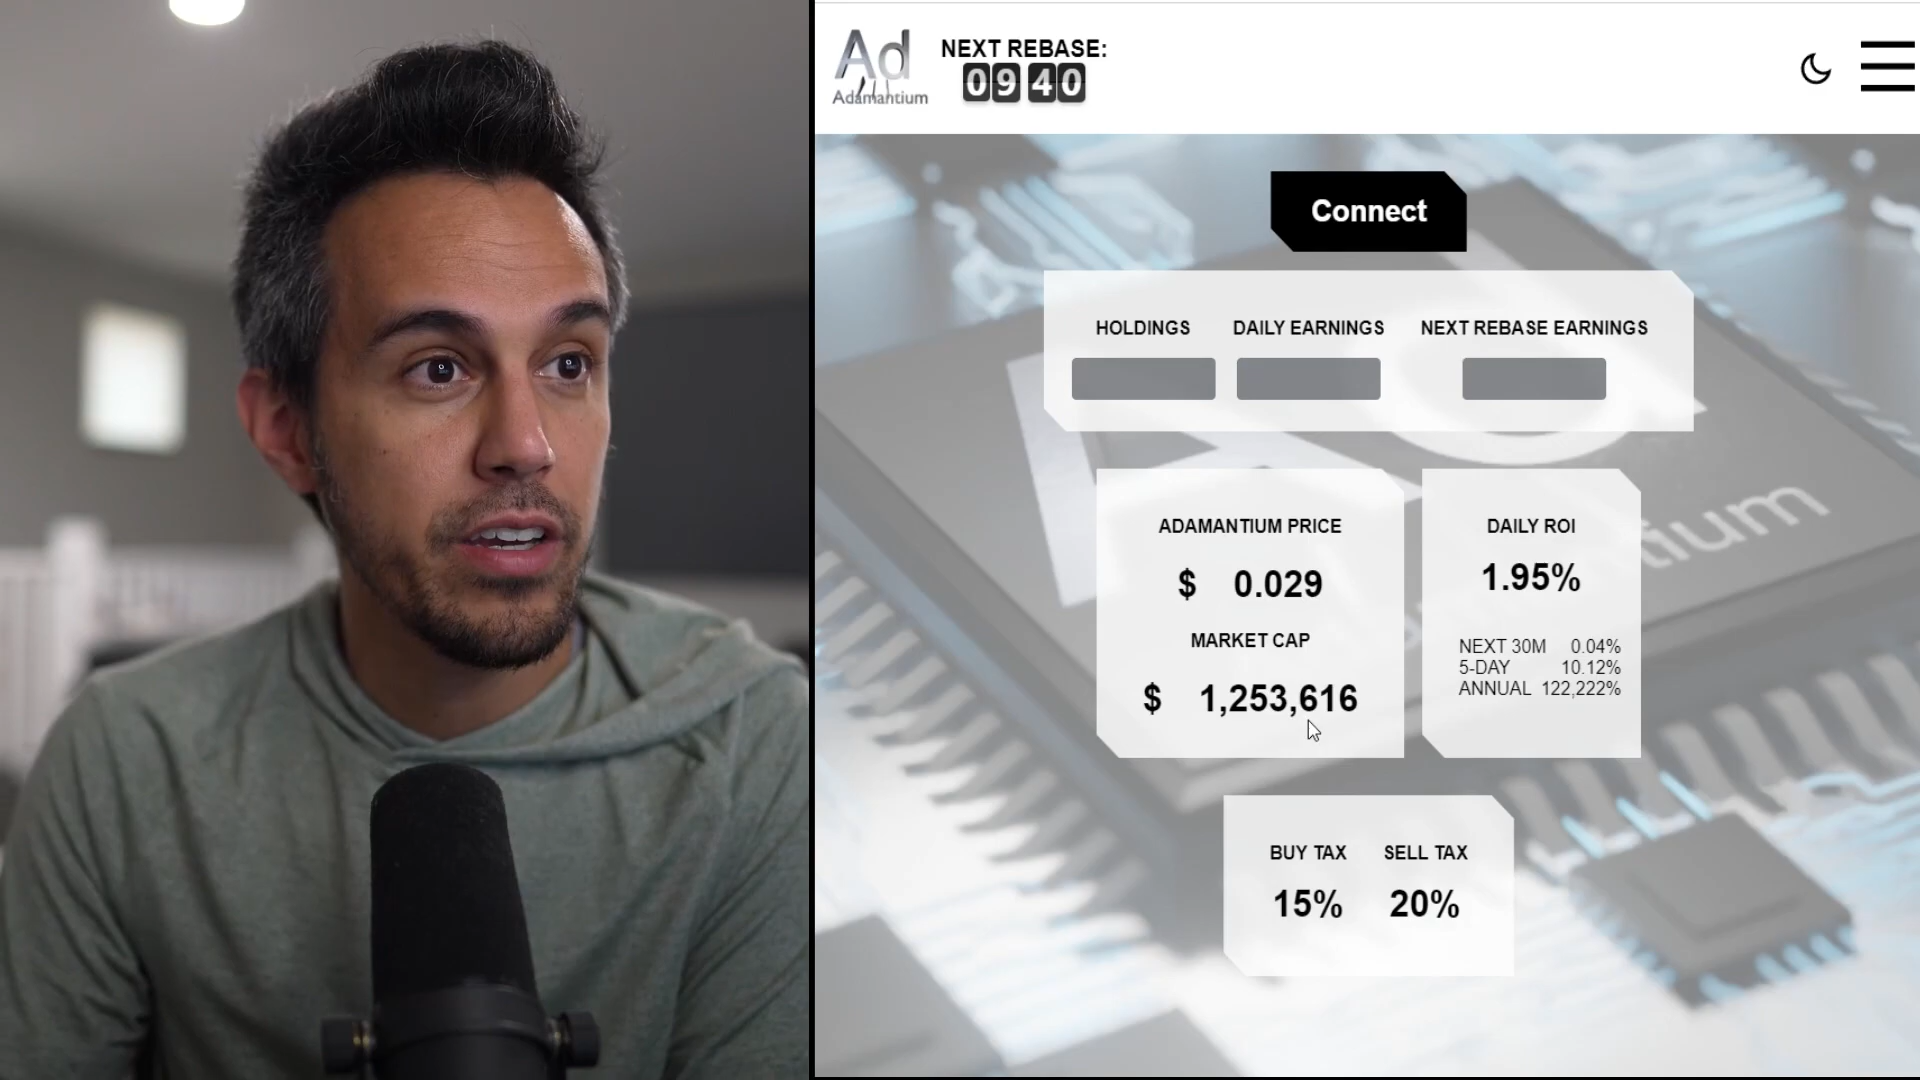 Ad
Adamantium
NEXT REBASE:
09 40
Connect
HOLDINGS DAILY EARNINGS NEXT REBASE EARNINGS
ADAMANTIUM PRICE
$ 0.029
MARKET CAP
$ 1,253,616
DAILY ROI
1.95%
NEXT 30M 0.04%
5-DAY 10.12%
ANNUAL 122,222%
BUY TAX SELL TAX
15% 20%
Ad
ntium